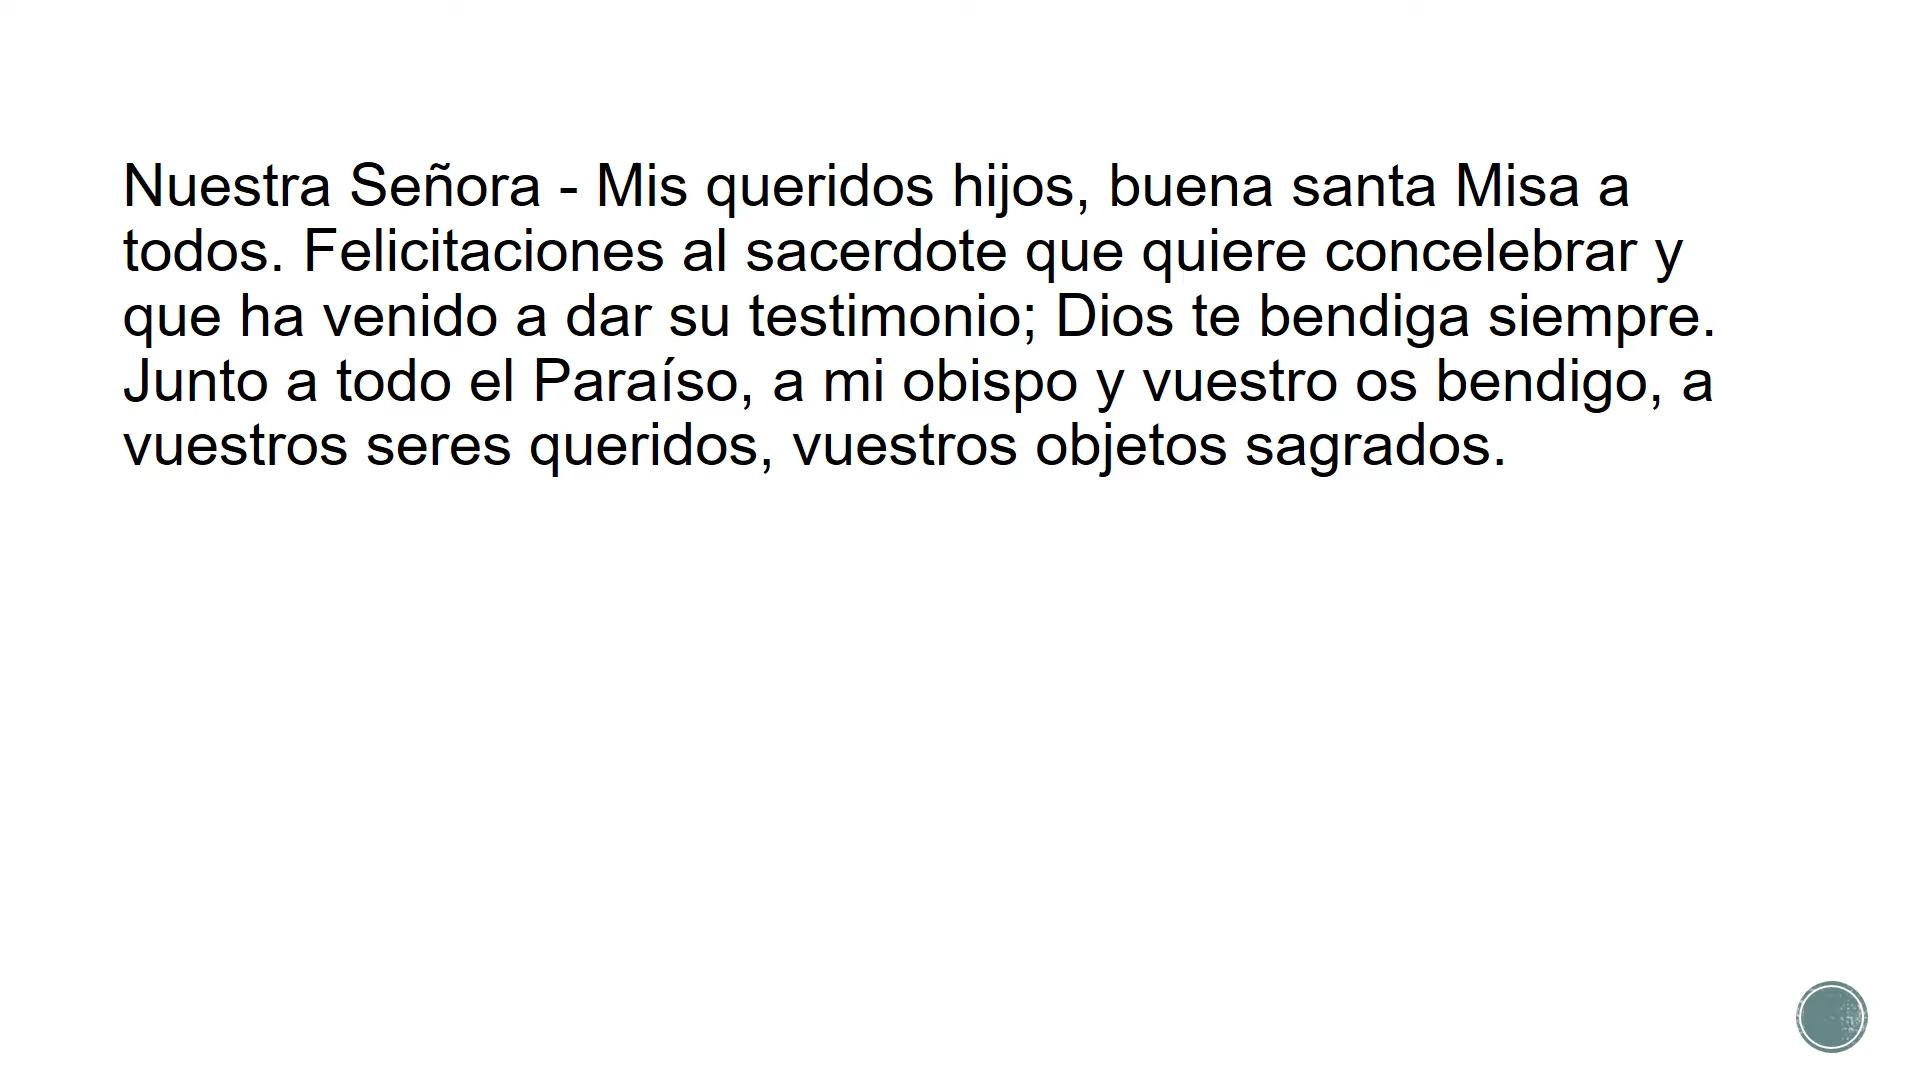 Nuestra Señora - Mis queridos hijos, buena santa Misa a
todos. Felicitaciones al sacerdote que quiere concelebrar y
que ha venido a dar su testimonio; Dios te bendiga siempre.
Junto a todo el Paraíso, a mi obispo y vuestro os bendigo, a
vuestros seres queridos, vuestros objetos sagrados.